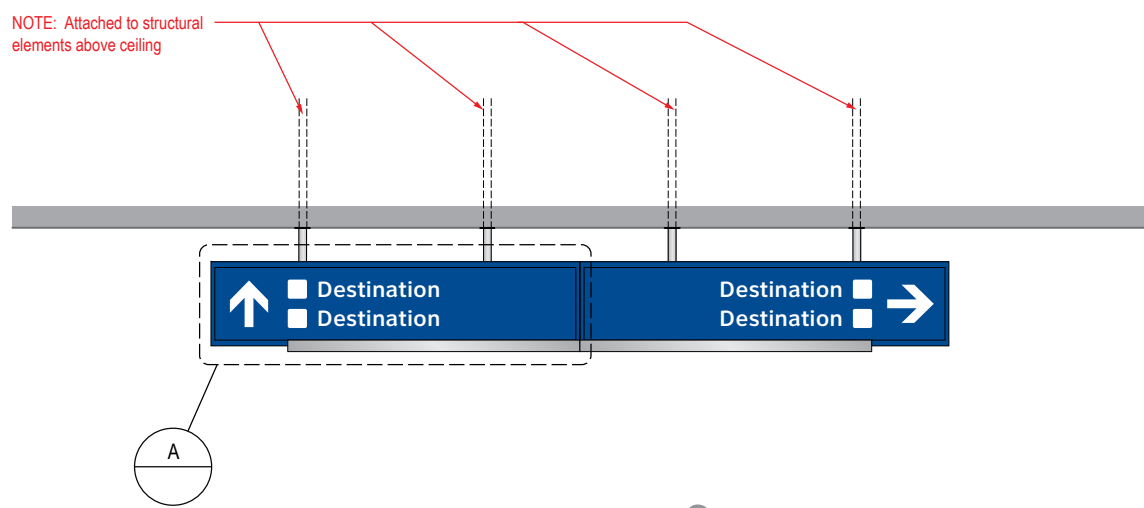 NOTE: Attached to structural
elements above ceiling
Destination
Destination
Destination
Destination
A